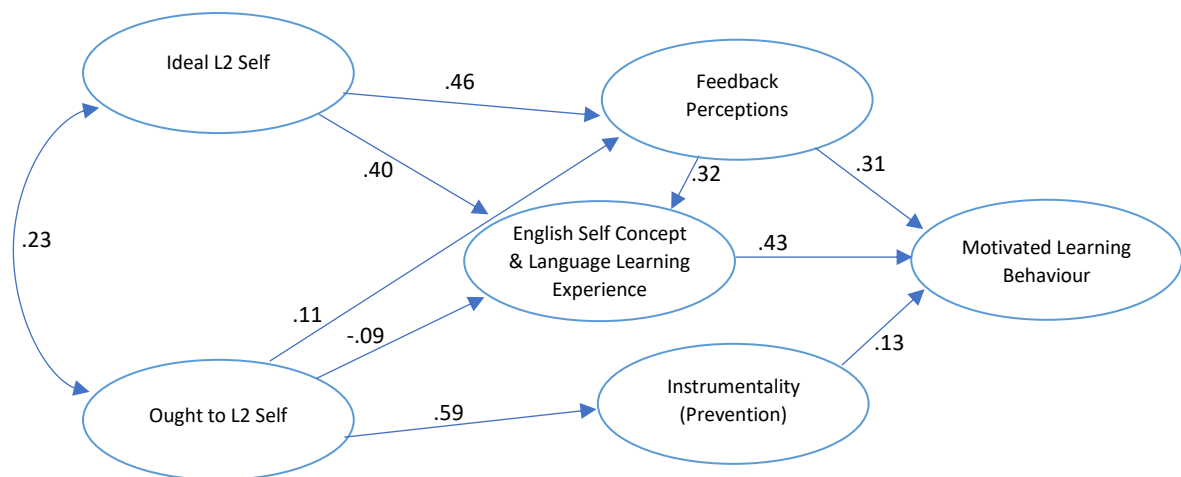 Ideal L2 Self
Feedback
Perceptions
.46
.40
.32
.31
.23
English Self Concept
& Language Learning
Experience
.43
Motivated Learning
Behaviour
.11
-.09
.13
Ought to L2 Self
.59
Instrumentality
(Prevention)